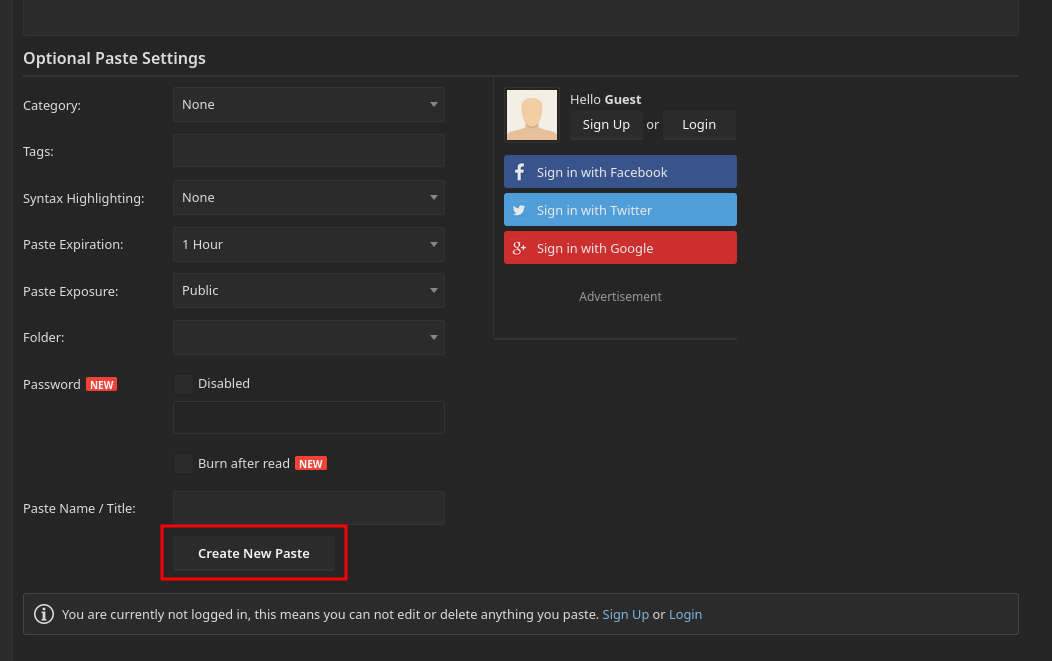 Optional Paste Settings
Category: None
Tags:
Syntax Highlighting: None
Paste Expiration: 1 Hour
Paste Exposure: Public
Folder:
Password NEW Disabled
Burn after read NEW
Paste Name / Title:
Create New Paste
Hello Guest
Sign Up or Login
Sign in with Facebook
Sign in with Twitter
Sign in with Google
Advertisement
You are currently not logged in, this means you can not edit or delete anything you paste. Sign Up or Login